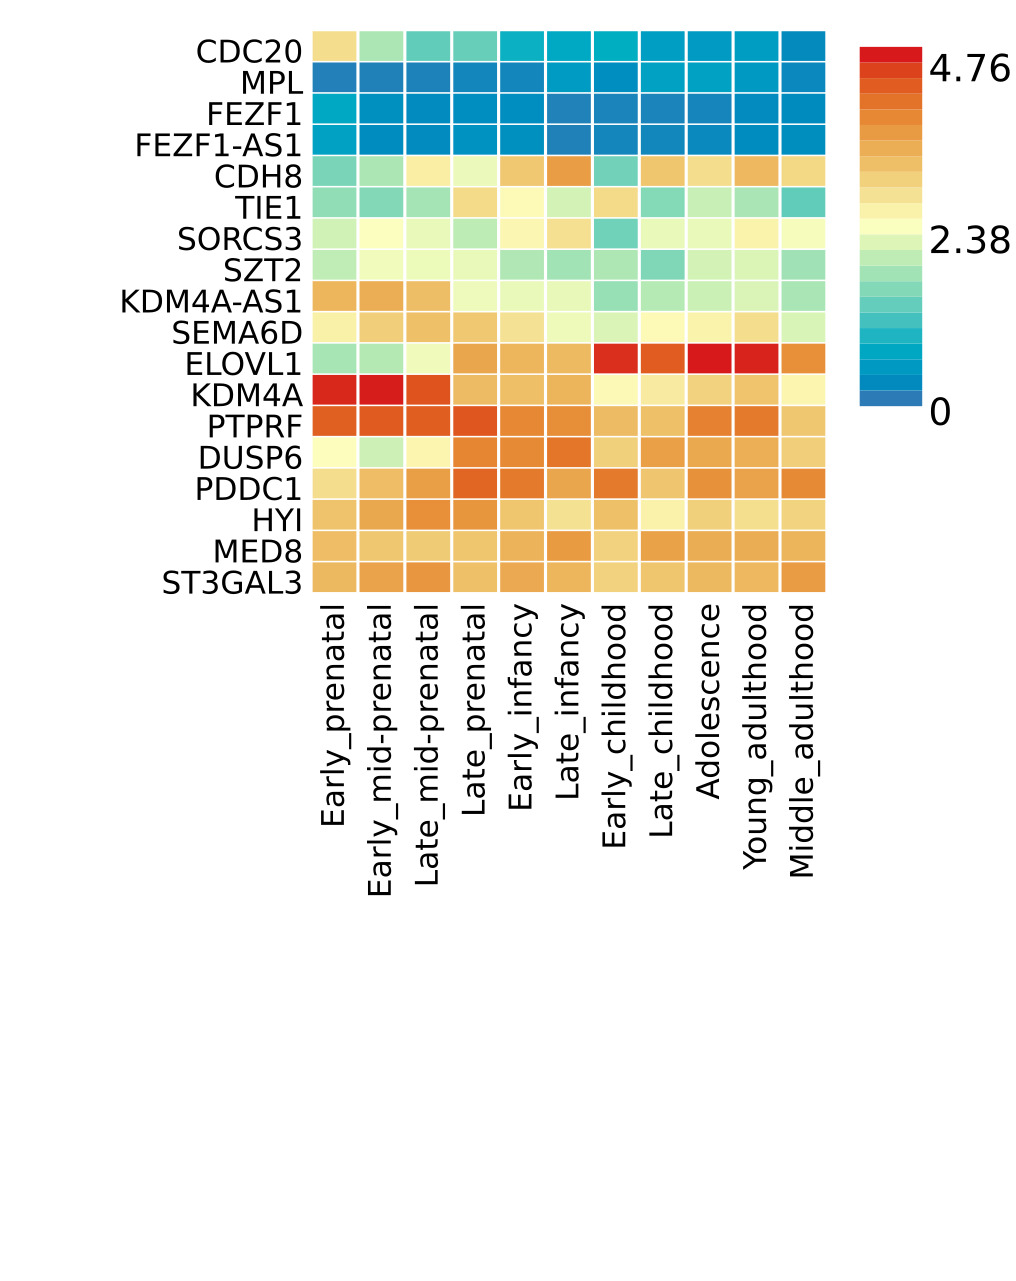 CDC20
MPL
FEZF1
FEZF1-AS1
CDH8
TIE1
SORCS3
SZT2
KDM4A-AS1
SEMA6D
ELOVL1
KDM4A
PTPRF
DUSP6
PDDC1
HYI
MED8
ST3GAL3
Early_prenatal
Early_mid-prenatal
Late_mid-prenatal
Late_prenatal
Early_infancy
Late_infancy
Early_childhood
Late_childhood
Adolescence
Young_adulthood
Middle_adulthood
4.76
2.38
0